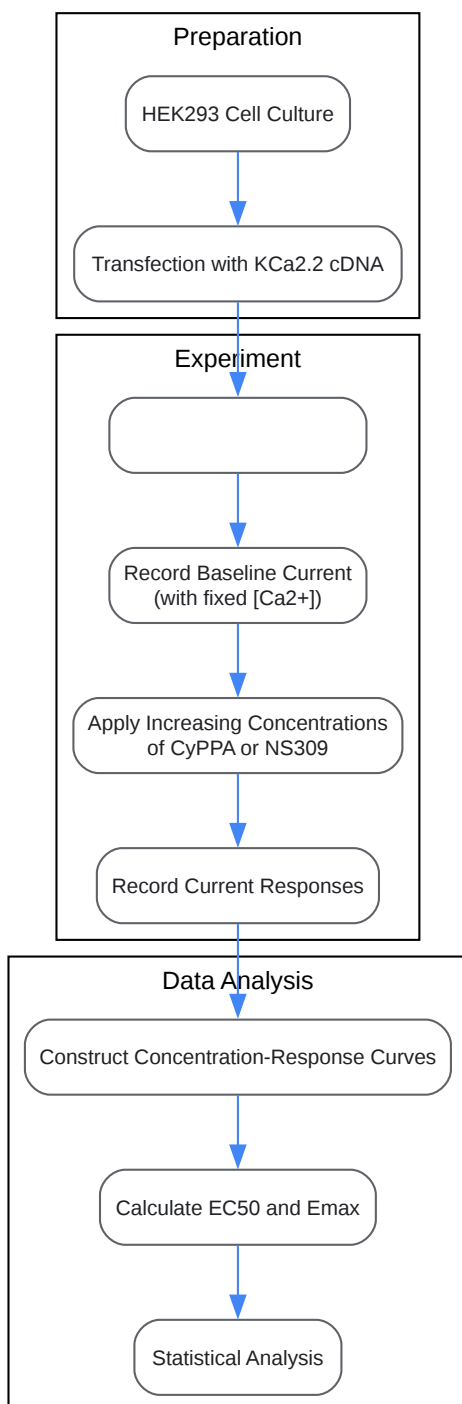 Preparation
HEK293 Cell Culture
Transfection with KCa2.2 cDNA
Experiment
Record Baseline Current
(with fixed [Ca2+])
Apply Increasing Concentrations
of CyPPA or NS309
Record Current Responses
Data Analysis
Construct Concentration-Response Curves
Calculate EC50 and Emax
Statistical Analysis